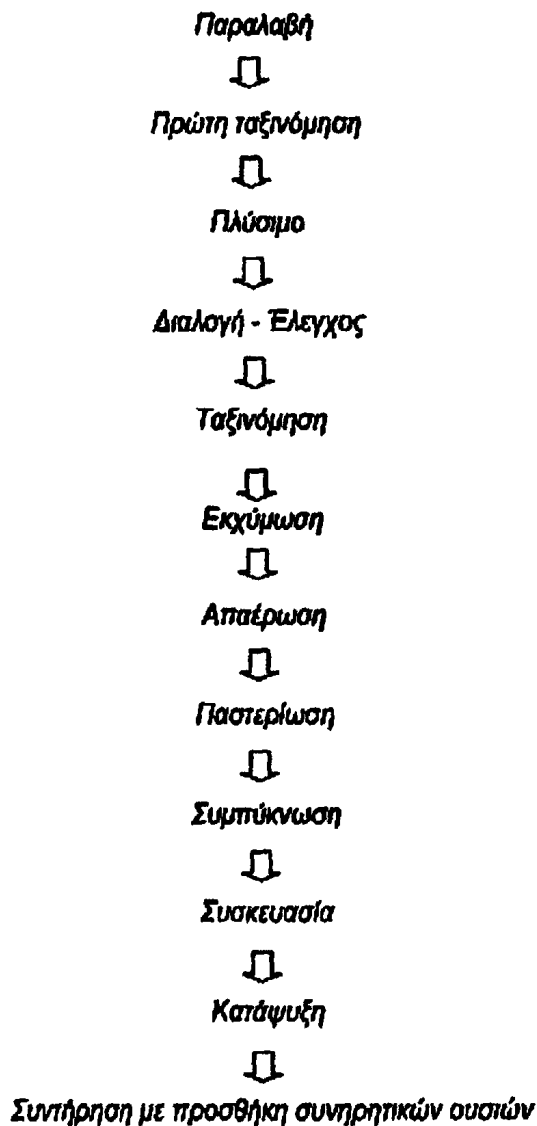 Παραλαβή
Πρώτη ταξινόμηση
Πλύσιμο
Διαλογή - Έλεγχος
Ταξινόμηση
Εκχύμωση
Απαέρωση
Παστερίωση
Συμπύκνωση
Συσκευασία
Κατάψυξη
Συντήρηση με προσθήκη συνηρητικών ουσιών